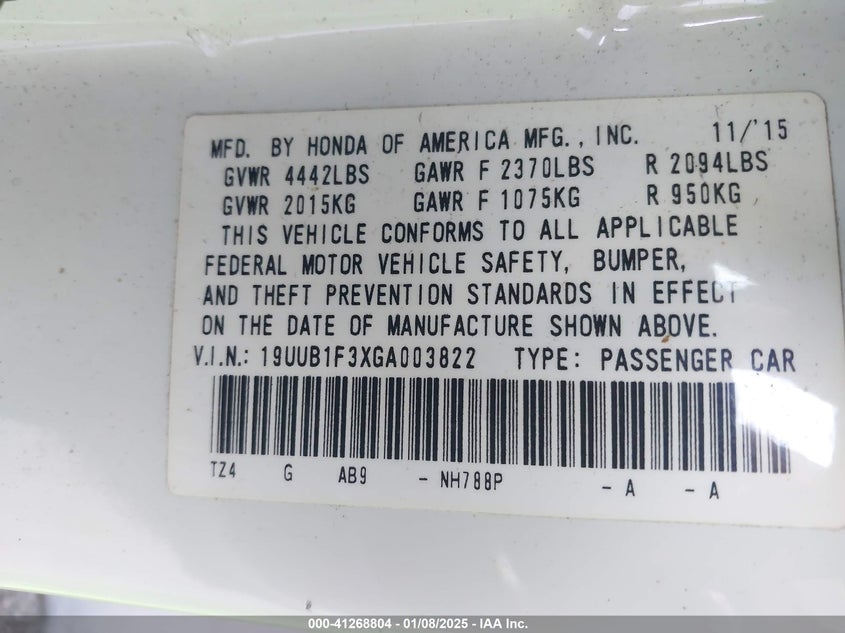 MFD. BY HONDA OF AMERICA MFG., INC. 11/'15
GVWR 4442LBS GAWR F 2370LBS R 2094LBS
GVWR 2015KG GAWR F 1075KG R 950KG
THIS VEHICLE CONFORMS TO ALL APPLICABLE
FEDERAL MOTOR VEHICLE SAFETY, BUMPER,
AND THEFT PREVENTION STANDARDS IN EFFECT
ON THE DATE OF MANUFACTURE SHOWN ABOVE.
V.I.N.: 19UUB1F3XGA003822 TYPE: PASSENGER CAR
TZ4 G AB9 - NH788P - A - A
000-41268804 - 01/08/2025 - IAA Inc.